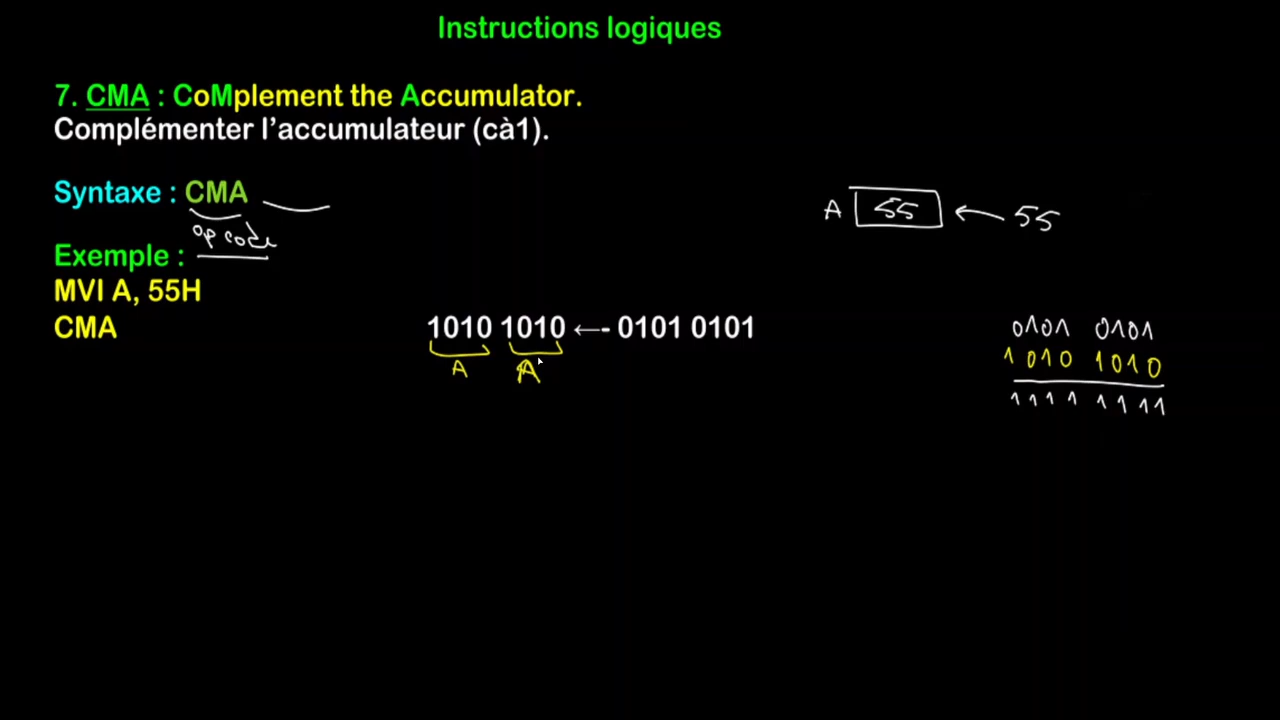 Instructions logiques
7. CMA : CoMplement the Accumulator.
Complémenter l’accumulateur (cà1).
Syntaxe : CMA
op code
A 55 ← 55
Exemple :
MVI A, 55H
CMA
1010 1010 ←- 0101 0101
A A
0101 0101
1010 1010
1111 1111